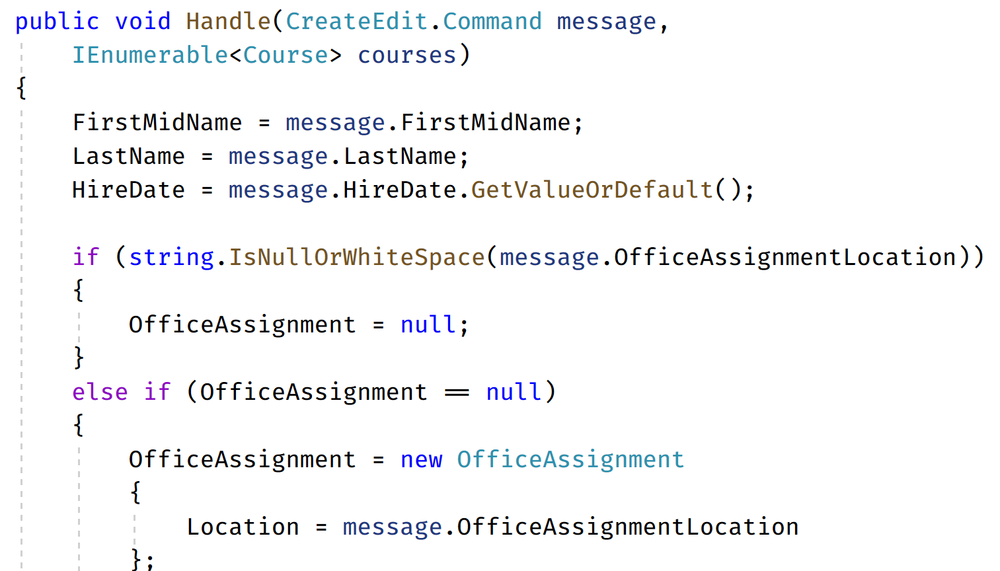 public void Handle(CreateEdit.Command message,
    IEnumerable<Course> courses)
{
    FirstMidName = message.FirstMidName;
    LastName = message.LastName;
    HireDate = message.HireDate.GetValueOrDefault();

    if (string.IsNullOrWhiteSpace(message.OfficeAssignmentLocation))
    {
        OfficeAssignment = null;
    }
    else if (OfficeAssignment == null)
    {
        OfficeAssignment = new OfficeAssignment
        {
            Location = message.OfficeAssignmentLocation
        };